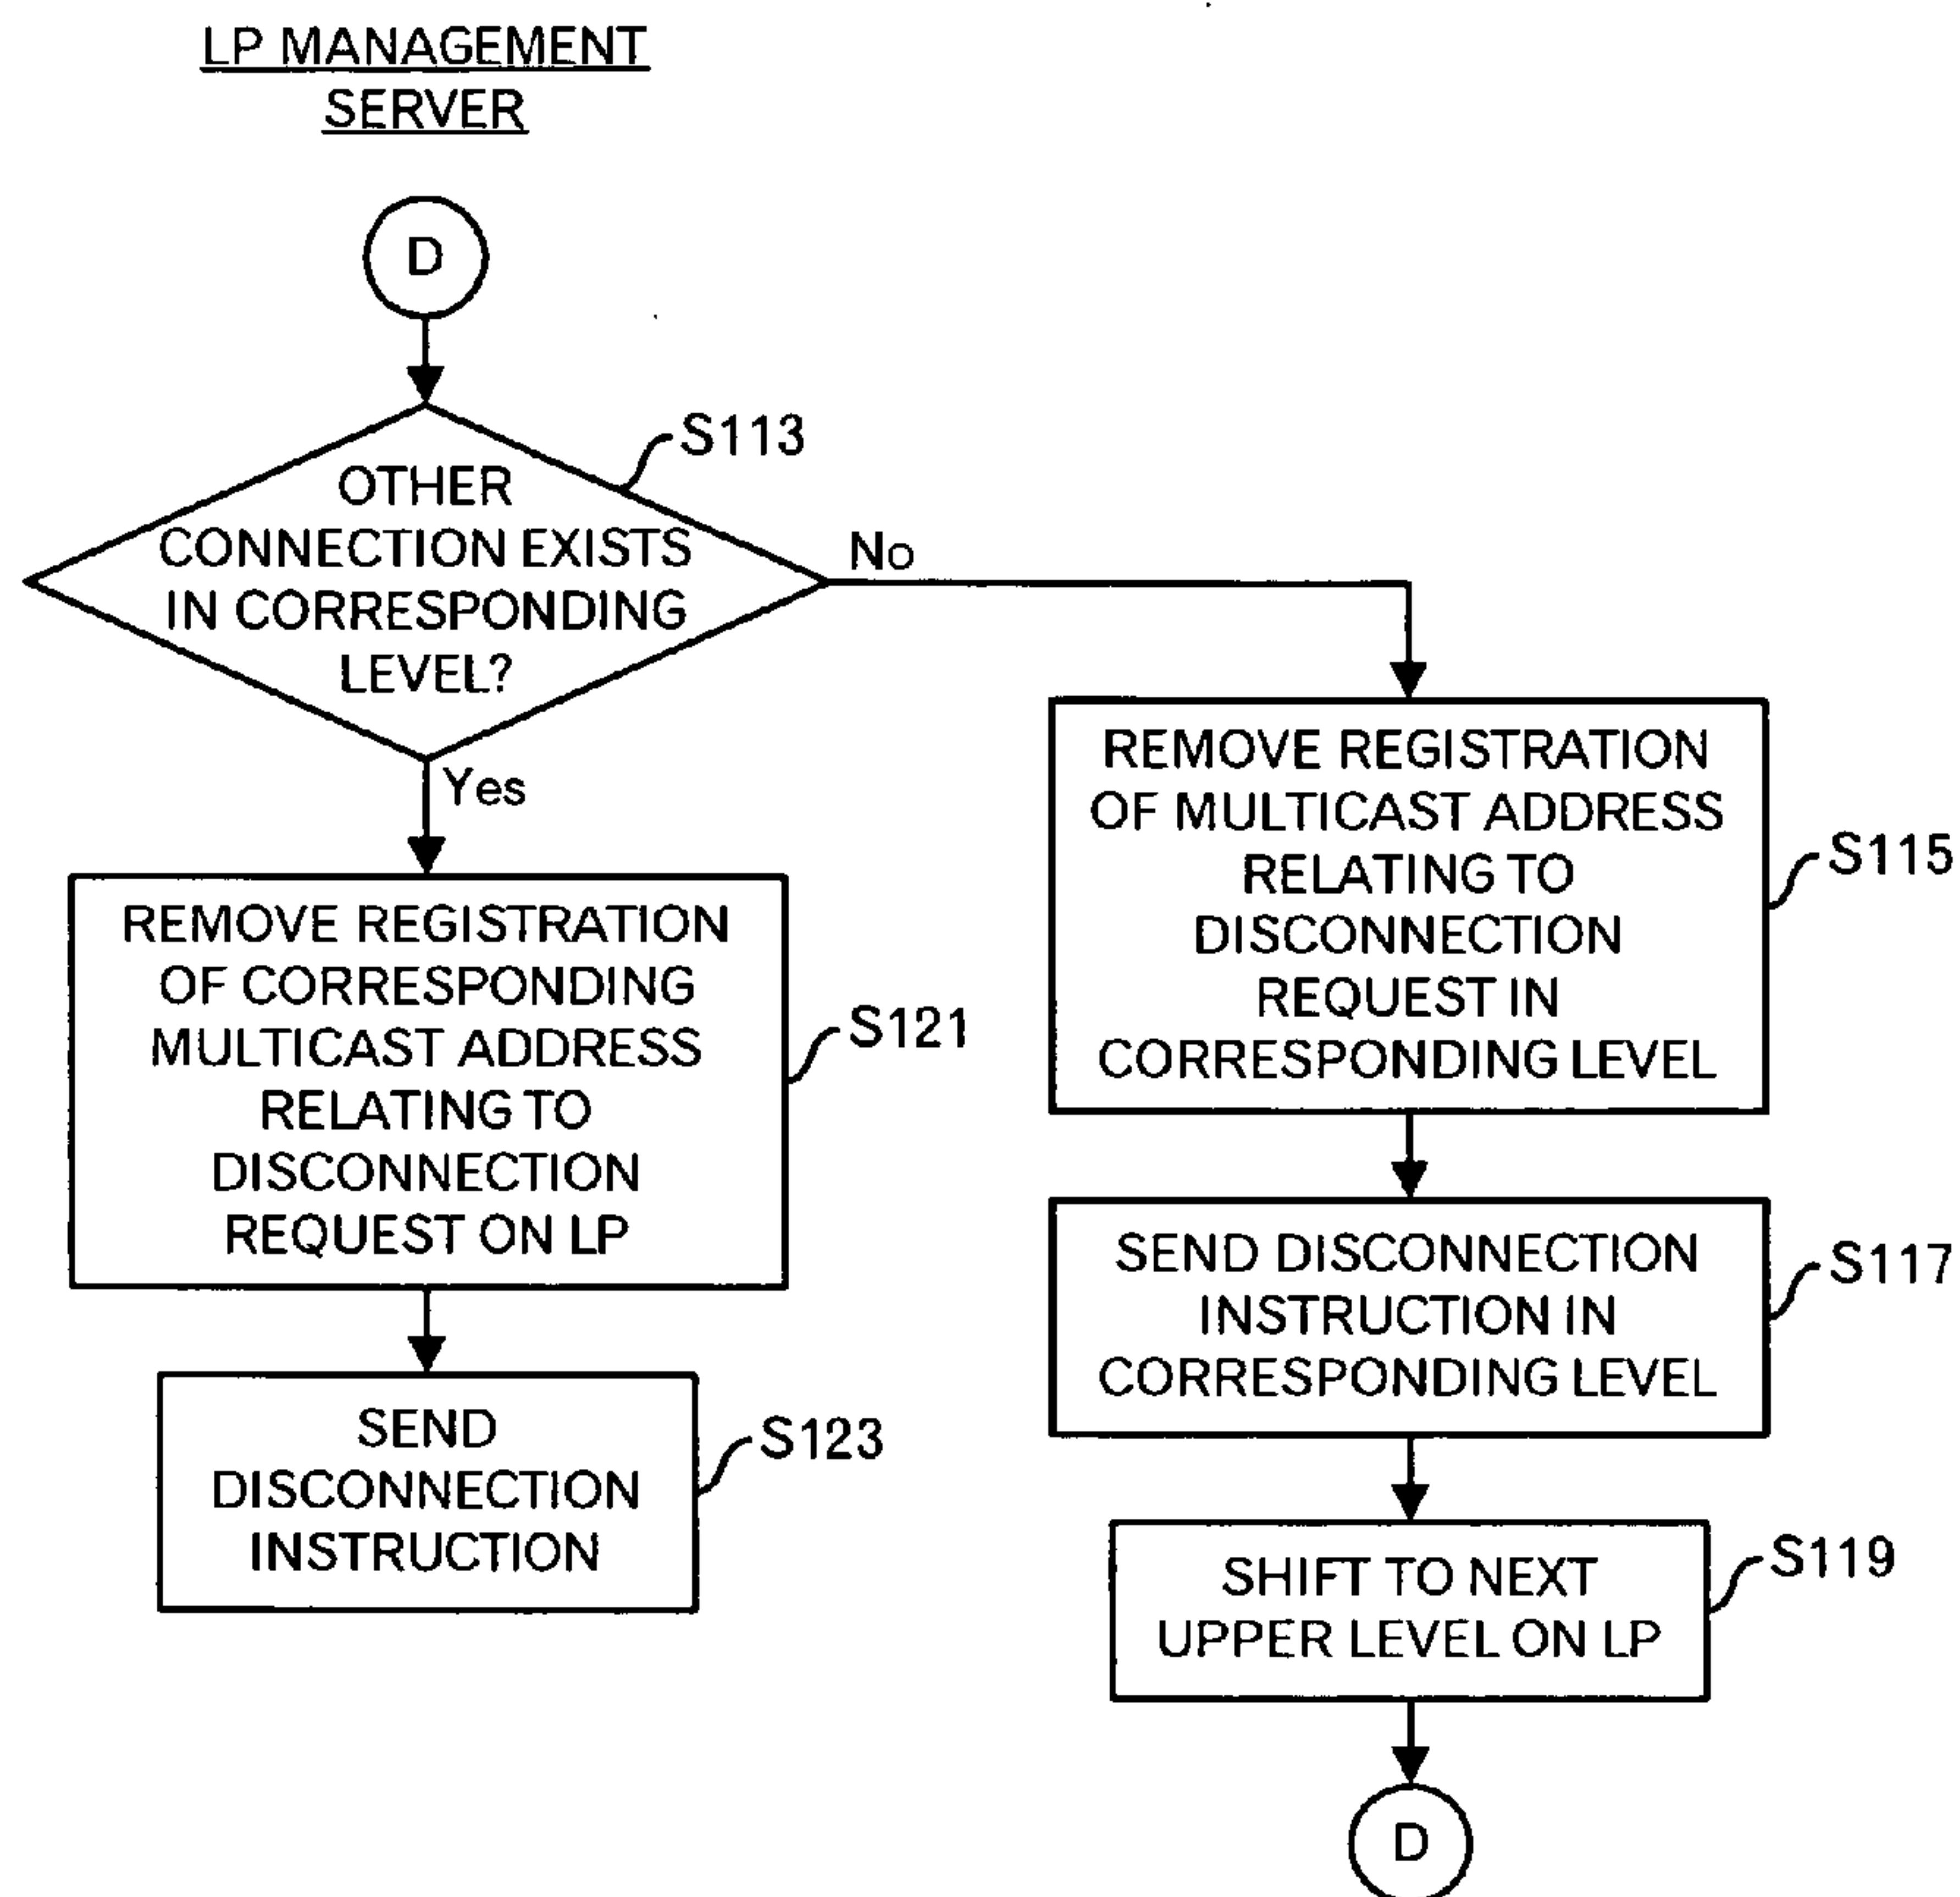 LP MANAGEMENT
SERVER
D
S113
OTHER
CONNECTION EXISTS
IN CORRESPONDING
LEVEL?
No
Yes
REMOVE REGISTRATION
OF CORRESPONDING
MULTICAST ADDRESS
RELATING TO
DISCONNECTION
REQUEST ON LP
S121
SEND
DISCONNECTION
INSTRUCTION
S123
REMOVE REGISTRATION
OF MULTICAST ADDRESS
RELATING TO
DISCONNECTION
REQUEST IN
CORRESPONDING LEVEL
S115
SEND DISCONNECTION
INSTRUCTION IN
CORRESPONDING LEVEL
S117
SHIFT TO NEXT
UPPER LEVEL ON LP
S119
D